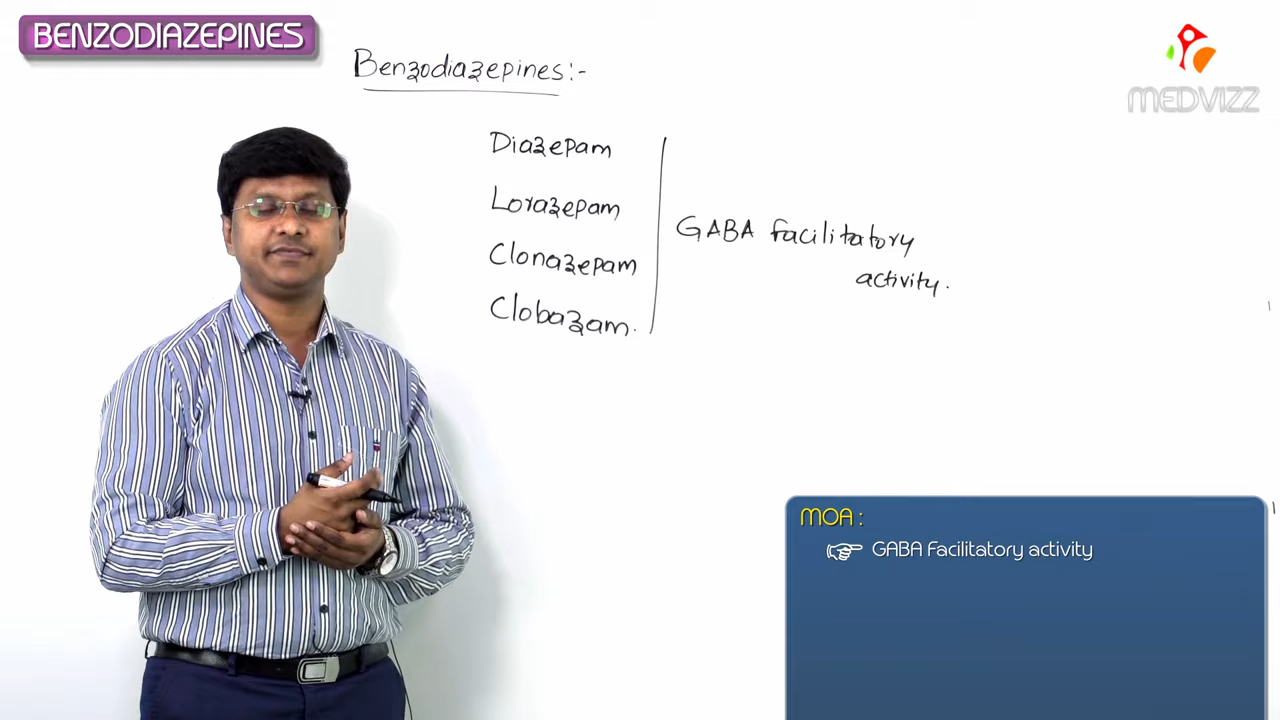 BENZODIAZEPINES
Benzodiazepines:-
MEDVIZZ
Diazepam
Lorazepam
Clonazepam
Clobazam.
GABA facilitatory
activity.
MOA :
GABA Facilitatory activity